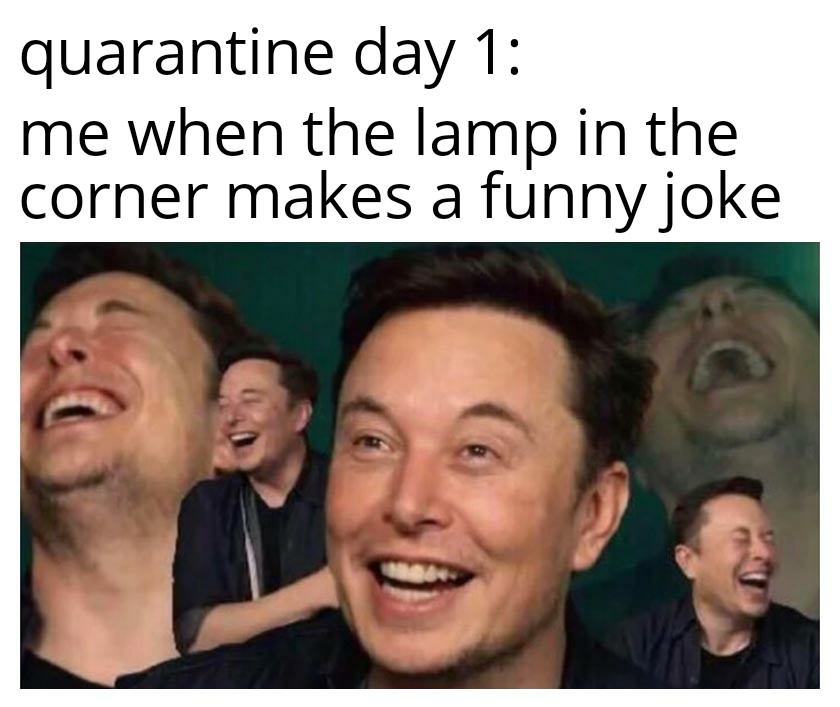 quarantine day 1:
me when the lamp in the
corner makes a funny joke